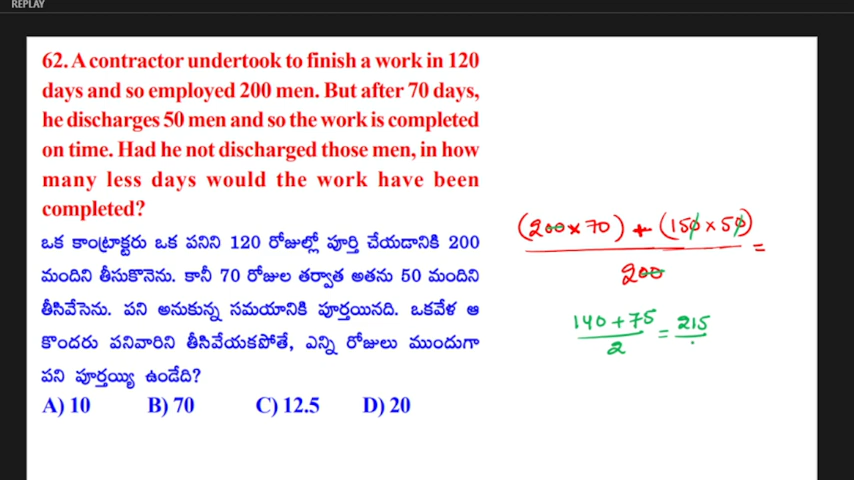 REPLAY
62. A contractor undertook to finish a work in 120
days and so employed 200 men. But after 70 days,
he discharges 50 men and so the work is completed
on time. Had he not discharged those men, in how
many less days would the work have been
completed?
ఒక కాంట్రాక్టరు ఒక పనిని 120 రోజుల్లో పూర్తి చేయడానికి 200
మందిని తీసుకొనెను. కానీ 70 రోజుల తర్వాత అతను 50 మందిని
తీసివేసెను. పని అనుకున్న సమయానికి పూర్తయినది. ఒకవేళ ఆ
కొందరు పనివారిని తీసివేయకపోతే, ఎన్ని రోజులు ముందుగా
పని పూర్తయ్యి ఉండేది?
A) 10 B) 70 C) 12.5 D) 20
(200 × 70) + (150 × 50)
=
200
140 + 75
= 215
2